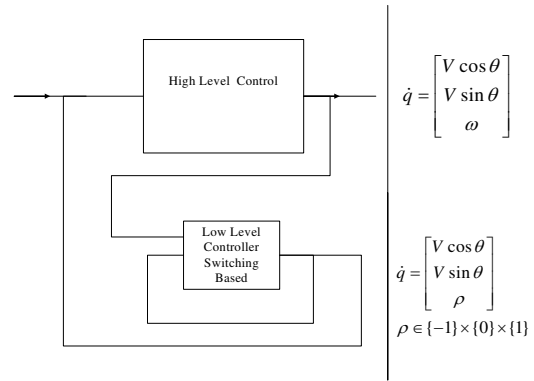 High Level Control
q̇ = [V cos θ
V sin θ
ω]
Low Level
Controller
Switching
Based
q̇ = [V cos θ
V sin θ
ρ]
ρ ∈ {−1} × {0} × {1}